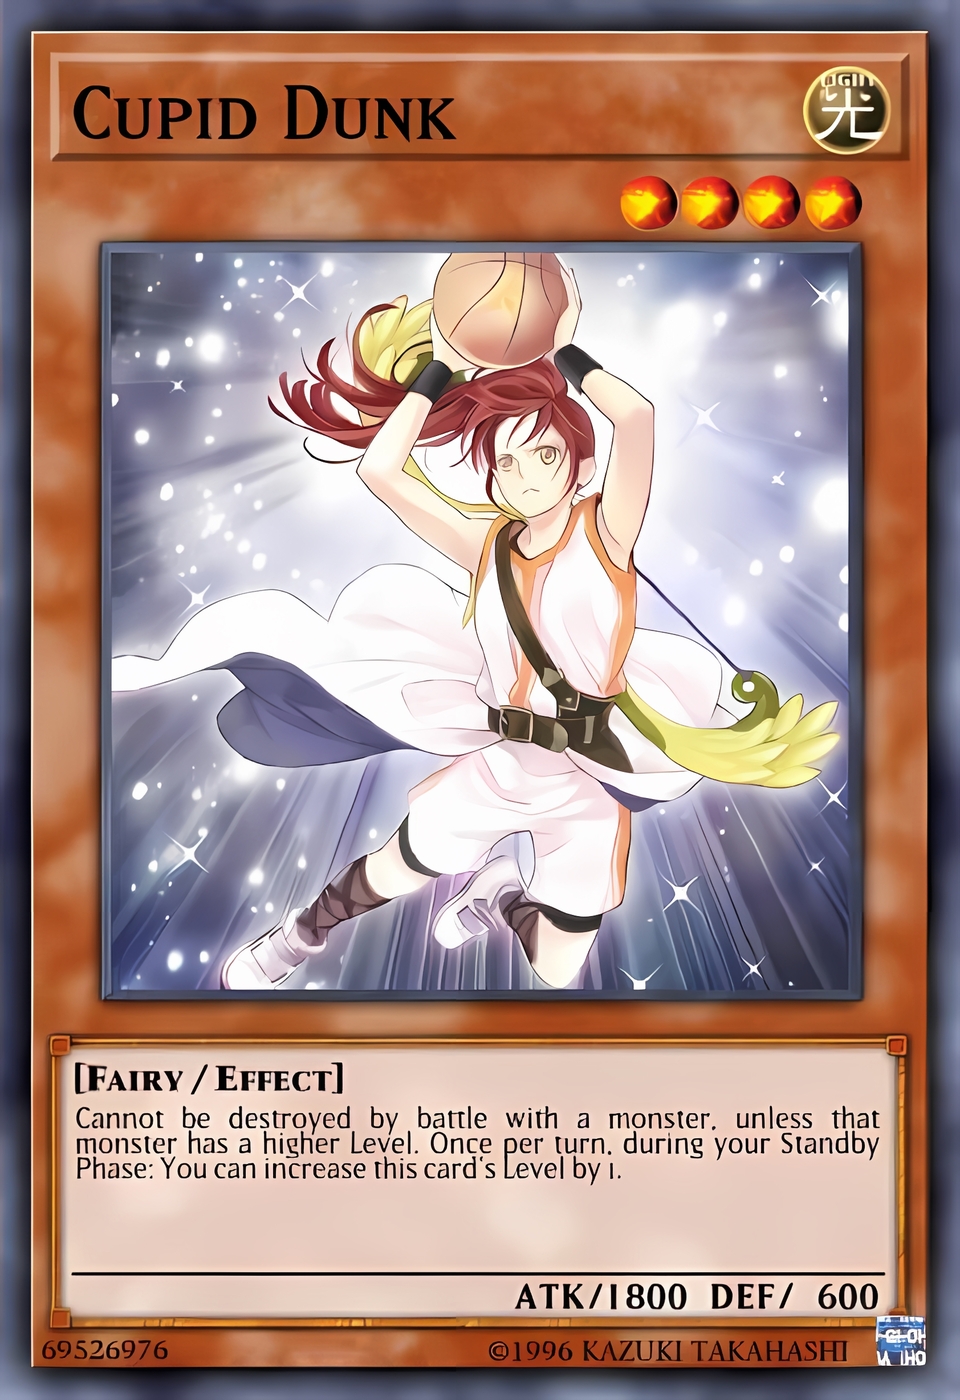 CUPID DUNK
光
[FAIRY / EFFECT]
Cannot be destroyed by battle with a monster, unless that
monster has a higher Level. Once per turn, during your Standby
Phase: You can increase this card's Level by 1.
ATK/1800 DEF/ 600
69526976
©1996 KAZUKI TAKAHASHI